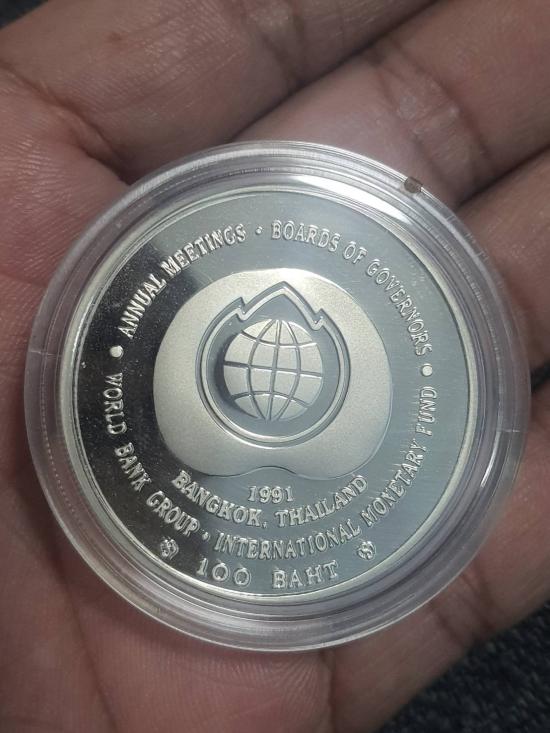 ANNUAL MEETINGS · BOARDS OF GOVERNORS
WORLD BANK GROUP · INTERNATIONAL MONETARY FUND
1991
BANGKOK, THAILAND
100 BAHT